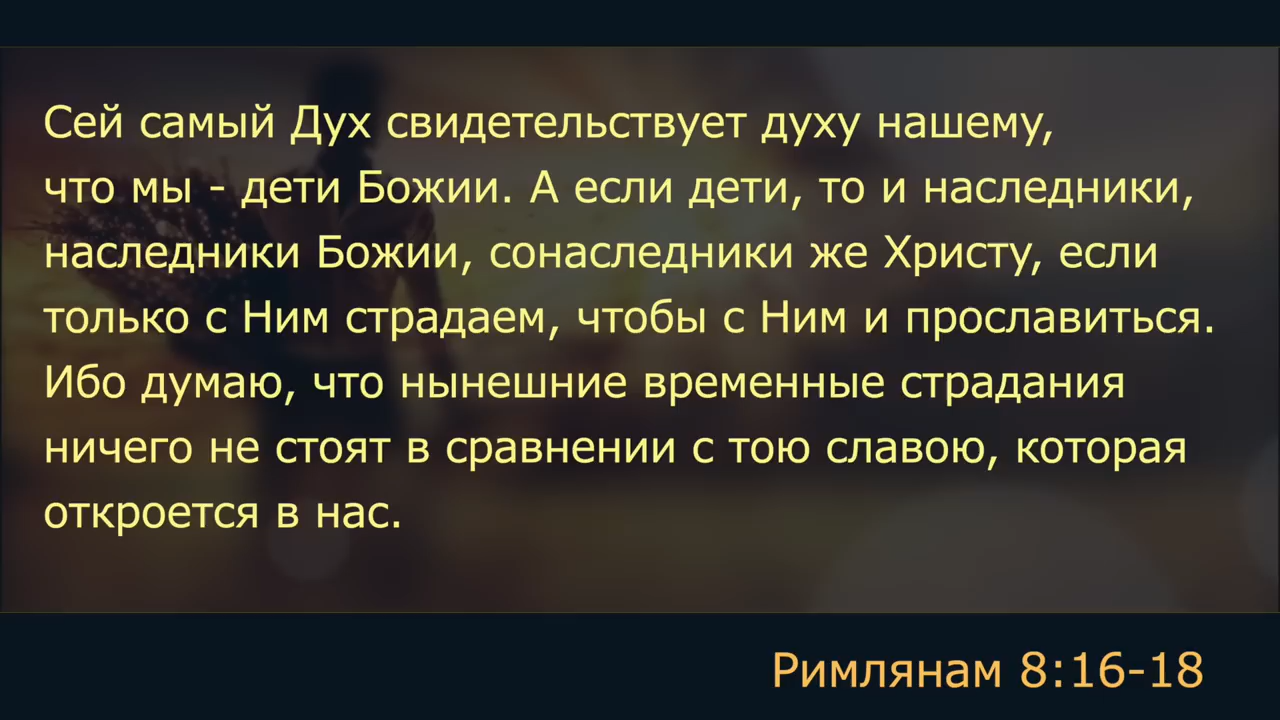 Сей самый Дух свидетельствует духу нашему,
что мы - дети Божии. А если дети, то и наследники,
наследники Божии, сонаследники же Христу, если
только с Ним страдаем, чтобы с Ним и прославиться.
Ибо думаю, что нынешние временные страдания
ничего не стоят в сравнении с тою славою, которая
откроется в нас.
Римлянам 8:16-18